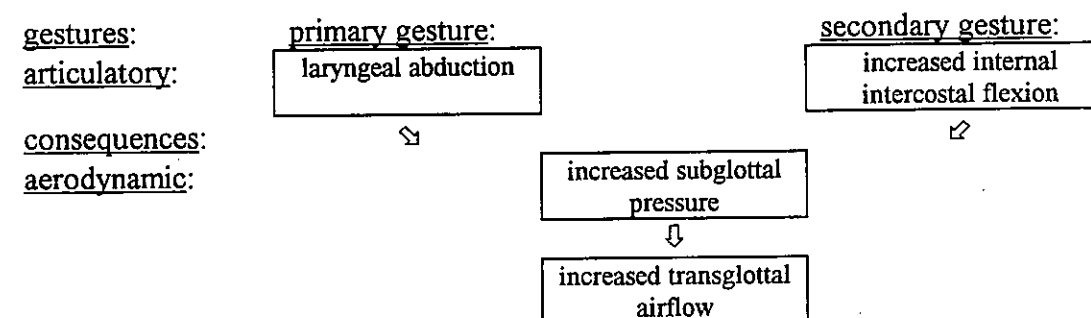 gestures: primary gesture: secondary gesture:
articulatory: laryngeal abduction increased internal
intercostal flexion
consequences:
aerodynamic: increased subglottal
pressure
increased transglottal
airflow